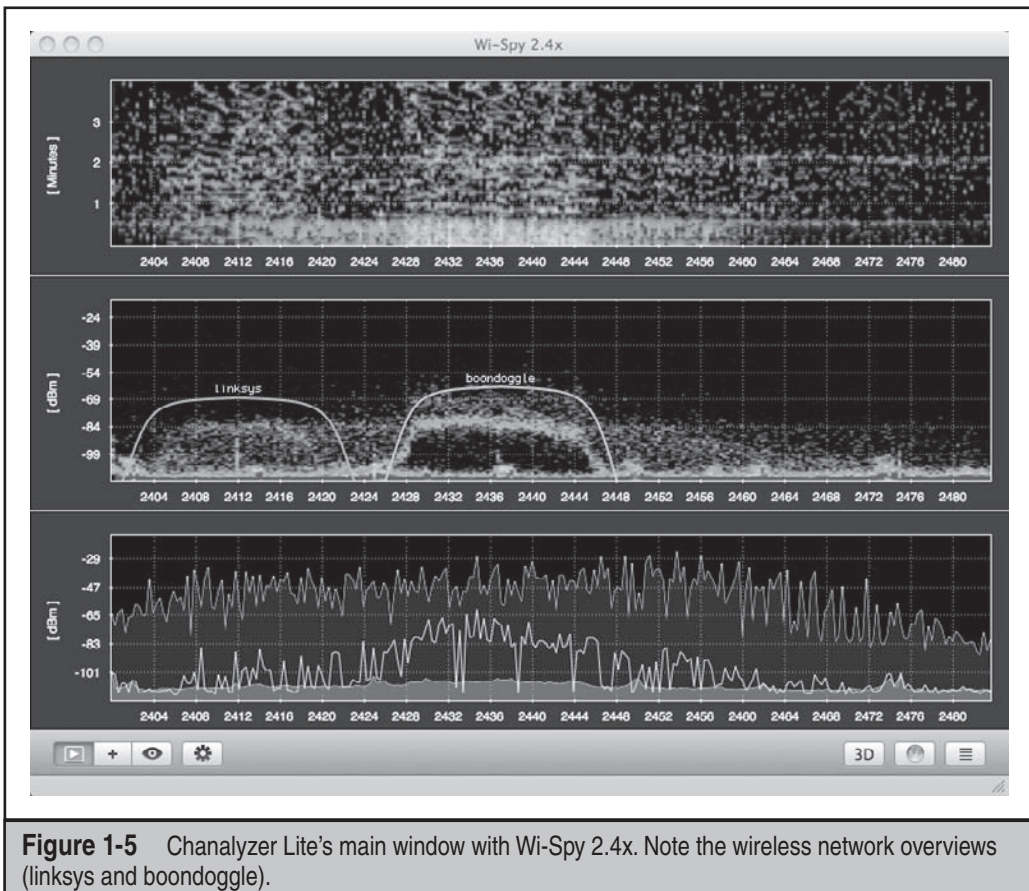 Wi-Spy 2.4x
3
2
1
[ Minutes ]
2404 2408 2412 2416 2420 2424 2428 2432 2436 2440 2444 2448 2452 2456 2460 2464 2468 2472 2476 2480
-24
-39
-54
-69
-84
-99
[ dBm ]
linksys
boondoggle
2404 2408 2412 2416 2420 2424 2428 2432 2436 2440 2444 2448 2452 2456 2460 2464 2468 2472 2476 2480
-29
-47
-65
-83
-101
[ dBm ]
2404 2408 2412 2416 2420 2424 2428 2432 2436 2440 2444 2448 2452 2456 2460 2464 2468 2472 2476 2480
+
3D
Figure 1-5 Chanalyzer Lite's main window with Wi-Spy 2.4x. Note the wireless network overviews
(linksys and boondoggle).